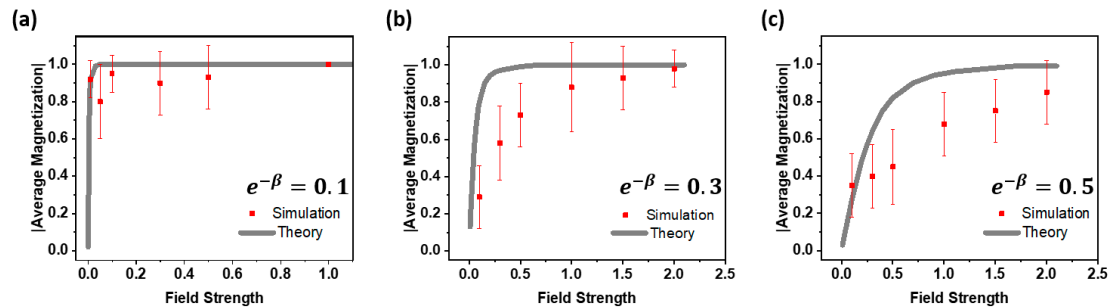 (a)
|Average Magnetization|
1.0
0.8
0.6
0.4
0.2
0.0
e^{-β} = 0.1
Simulation
Theory
0.0 0.2 0.4 0.6 0.8 1.0
Field Strength
(b)
|Average Magnetization|
1.0
0.8
0.6
0.4
0.2
0.0
e^{-β} = 0.3
Simulation
Theory
0.0 0.5 1.0 1.5 2.0 2.5
Field Strength
(c)
|Average Magnetization|
1.0
0.8
0.6
0.4
0.2
0.0
e^{-β} = 0.5
Simulation
Theory
0.0 0.5 1.0 1.5 2.0 2.5
Field Strength